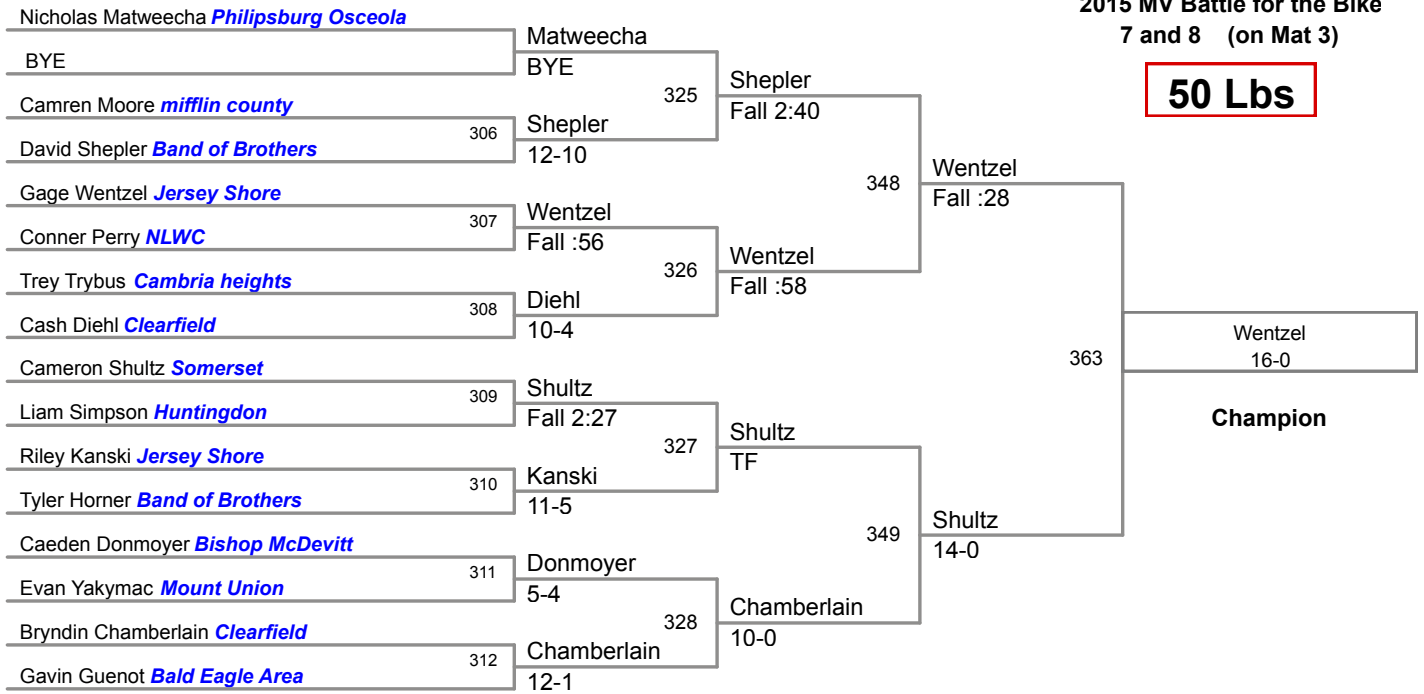 2015 MV Battle for the Bike
7 and 8 (on Mat 3)
50 Lbs
Nicholas Matweecha Philipsburg Osceola
BYE
Camren Moore mifflin county
306
David Shepler Band of Brothers
Gage Wentzel Jersey Shore
307
Conner Perry NLWC
Trey Trybus Cambria heights
308
Cash Diehl Clearfield
Cameron Shultz Somerset
309
Liam Simpson Huntingdon
Riley Kanski Jersey Shore
310
Tyler Horner Band of Brothers
Caeden Donmoyer Bishop McDevitt
311
Evan Yakymac Mount Union
Bryndin Chamberlain Clearfield
312
Gavin Guenot Bald Eagle Area
Matweecha
BYE
325
Shepler
12-10
Wentzel
Fall :56
326
Diehl
10-4
Shultz
Fall 2:27
327
Kanski
11-5
Donmoyer
5-4
328
Chamberlain
12-1
Shepler
Fall 2:40
348
Wentzel
Fall :58
Shultz
TF
349
Chamberlain
10-0
Wentzel
Fall :28
363
Shultz
14-0
Wentzel
16-0
Champion